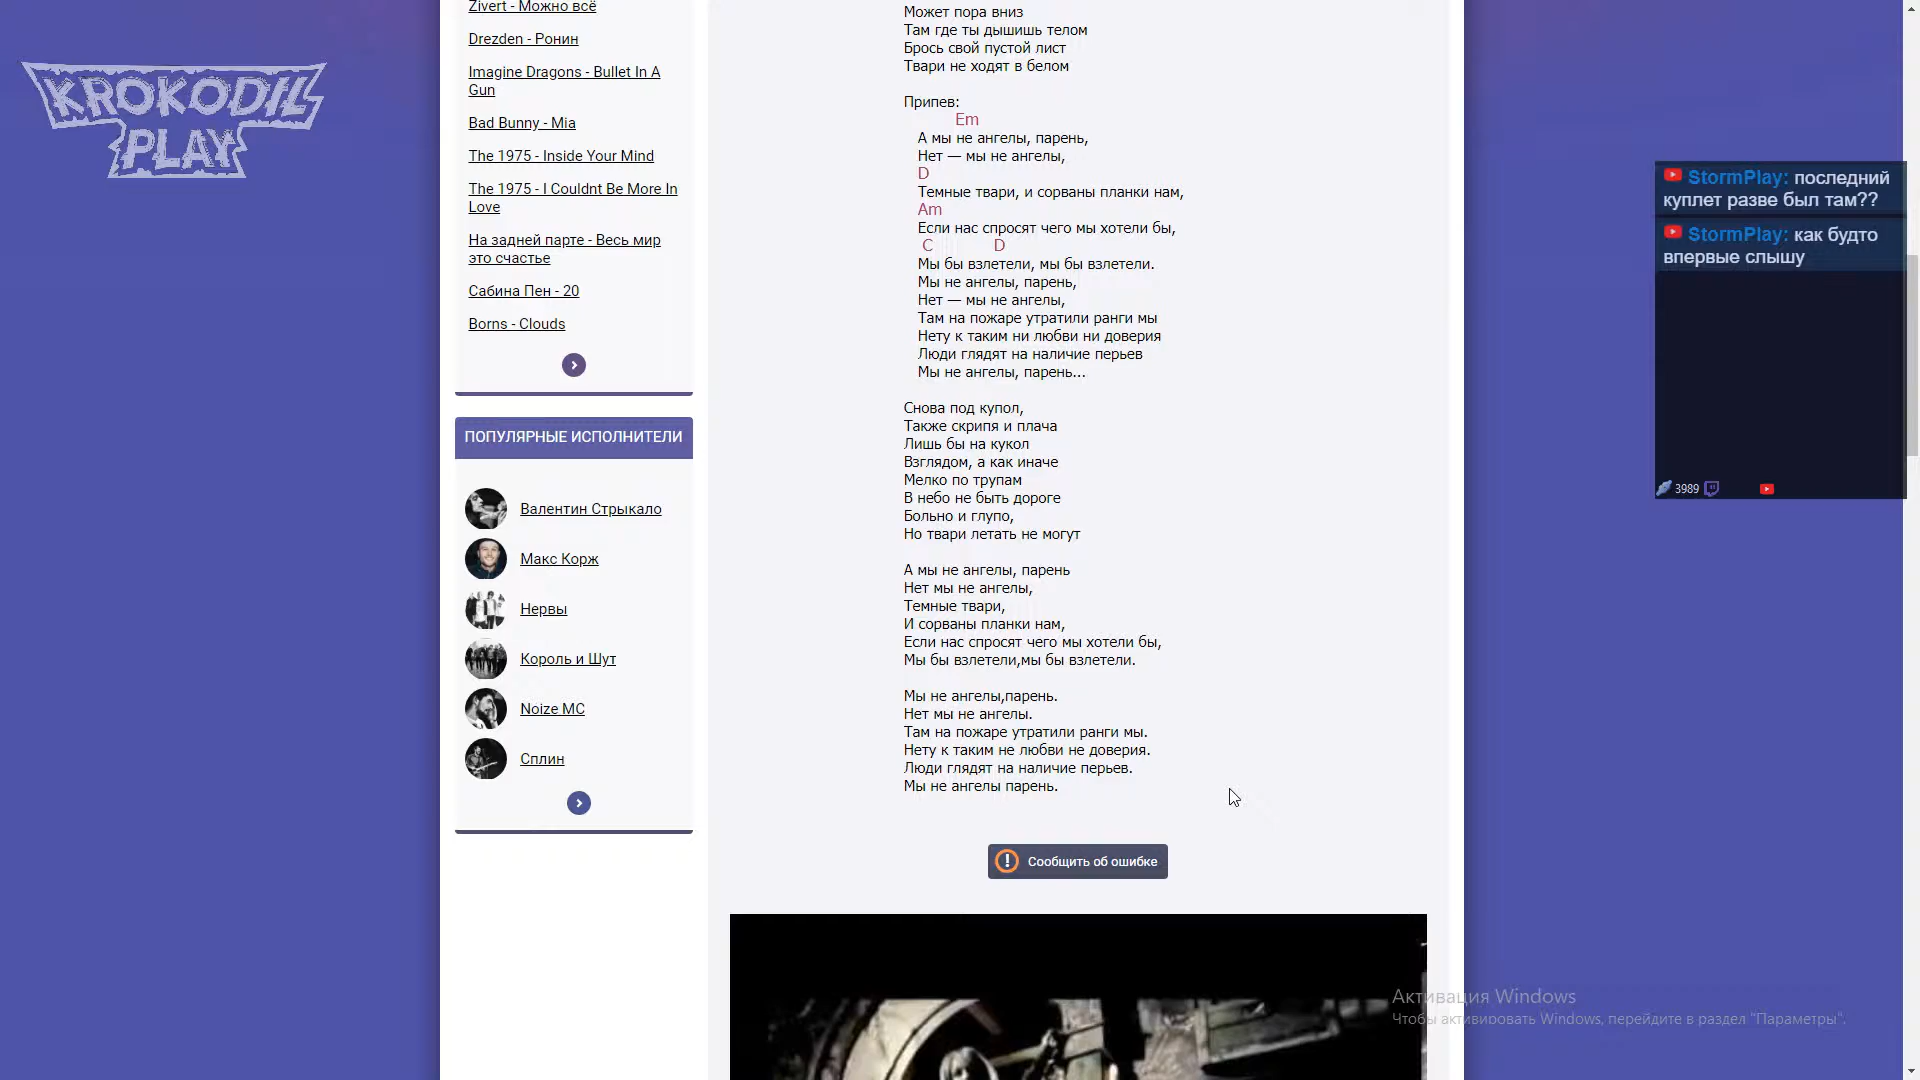 KROKODIL
PLAY
Zivert - Можно всё
Drezden - Ронин
Imagine Dragons - Bullet In A
Gun
Bad Bunny - Mia
The 1975 - Inside Your Mind
The 1975 - I Couldnt Be More In
Love
На задней парте - Весь мир
это счастье
Сабина Пен - 20
Borns - Clouds
ПОПУЛЯРНЫЕ ИСПОЛНИТЕЛИ
Валентин Стрыкало
Макс Корж
Нервы
Король и Шут
Noize MC
Сплин
Может пора вниз
Там где ты дышишь телом
Брось свой пустой лист
Твари не ходят в белом
Припев:
Em
А мы не ангелы, парень,
Нет — мы не ангелы,
D
Темные твари, и сорваны планки нам,
Am
Если нас спросят чего мы хотели бы,
C D
Мы бы взлетели, мы бы взлетели.
Мы не ангелы, парень,
Нет — мы не ангелы,
Там на пожаре утратили ранги мы
Нету к таким ни любви ни доверия
Люди глядят на наличие перьев
Мы не ангелы, парень...
Снова под купол,
Также скрипя и плача
Лишь бы на кукол
Взглядом, а как иначе
Мелко по трупам
В небо не быть дороге
Больно и глупо,
Но твари летать не могут
А мы не ангелы, парень
Нет мы не ангелы,
Темные твари,
И сорваны планки нам,
Если нас спросят чего мы хотели бы,
Мы бы взлетели,мы бы взлетели.
Мы не ангелы,парень.
Нет мы не ангелы.
Там на пожаре утратили ранги мы.
Нету к таким не любви не доверия.
Люди глядят на наличие перьев.
Мы не ангелы парень.
Сообщить об ошибке
StormPlay: последний
куплет разве был там??
StormPlay: как будто
впервые слышу
3989
Активация Windows
Чтобы активировать Windows, перейдите в раздел "Параметры".